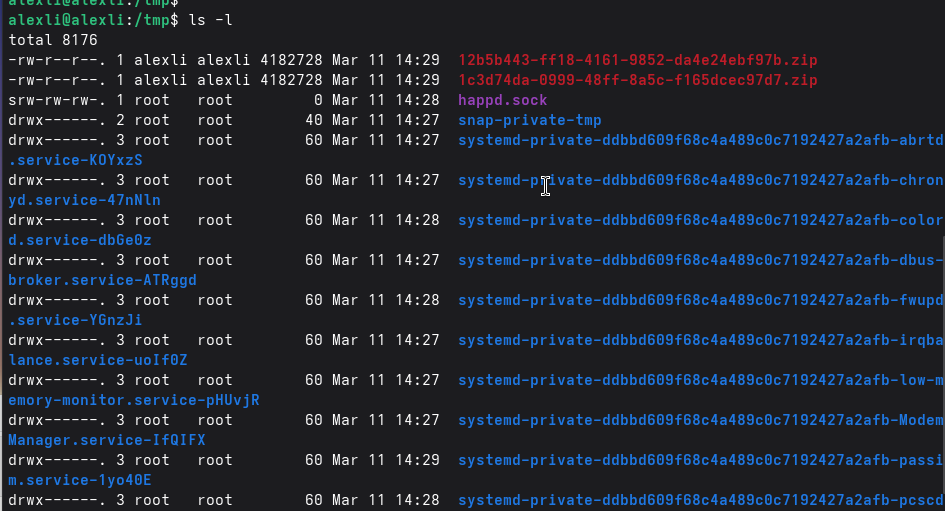 alexli@alexli:/tmp$
alexli@alexli:/tmp$ ls -l
total 8176
-rw-r--r--. 1 alexli alexli 4182728 Mar 11 14:29  12b5b443-ff18-4161-9852-da4e24ebf97b.zip
-rw-r--r--. 1 alexli alexli 4182728 Mar 11 14:29  1c3d74da-0999-48ff-8a5c-f165dcec97d7.zip
srw-rw-rw-. 1 root   root         0 Mar 11 14:28  happd.sock
drwx------. 2 root   root        40 Mar 11 14:27  snap-private-tmp
drwx------. 3 root   root        60 Mar 11 14:27  systemd-private-ddbbd609f68c4a489c0c7192427a2afb-abrtd
.service-KOYxzS
drwx------. 3 root   root        60 Mar 11 14:27  systemd-private-ddbbd609f68c4a489c0c7192427a2afb-chron
yd.service-47nNln
drwx------. 3 root   root        60 Mar 11 14:28  systemd-private-ddbbd609f68c4a489c0c7192427a2afb-color
d.service-dbGe0z
drwx------. 3 root   root        60 Mar 11 14:27  systemd-private-ddbbd609f68c4a489c0c7192427a2afb-dbus-
broker.service-ATRggd
drwx------. 3 root   root        60 Mar 11 14:28  systemd-private-ddbbd609f68c4a489c0c7192427a2afb-fwupd
.service-YGnzJi
drwx------. 3 root   root        60 Mar 11 14:27  systemd-private-ddbbd609f68c4a489c0c7192427a2afb-irqba
lance.service-uoIf0Z
drwx------. 3 root   root        60 Mar 11 14:27  systemd-private-ddbbd609f68c4a489c0c7192427a2afb-low-m
emory-monitor.service-pHUvjR
drwx------. 3 root   root        60 Mar 11 14:27  systemd-private-ddbbd609f68c4a489c0c7192427a2afb-Modem
Manager.service-IfQIFX
drwx------. 3 root   root        60 Mar 11 14:29  systemd-private-ddbbd609f68c4a489c0c7192427a2afb-passi
m.service-1yo40E
drwx------. 3 root   root        60 Mar 11 14:28  systemd-private-ddbbd609f68c4a489c0c7192427a2afb-pcscd